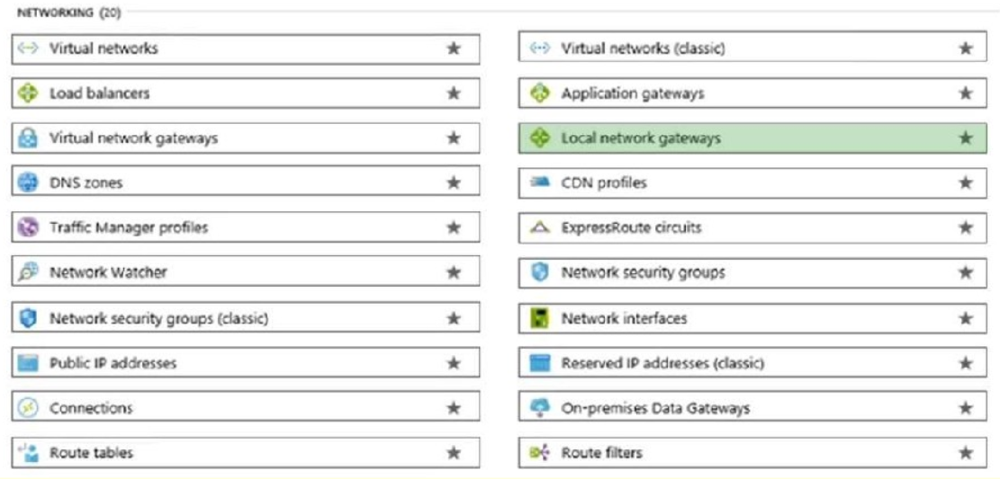 NETWORKING (20)
Virtual networks
Virtual networks (classic)
Load balancers
Application gateways
Virtual network gateways
Local network gateways
DNS zones
CDN profiles
Traffic Manager profiles
ExpressRoute circuits
Network Watcher
Network security groups
Network security groups (classic)
Network interfaces
Public IP addresses
Reserved IP addresses (classic)
Connections
On-premises Data Gateways
Route tables
Route filters